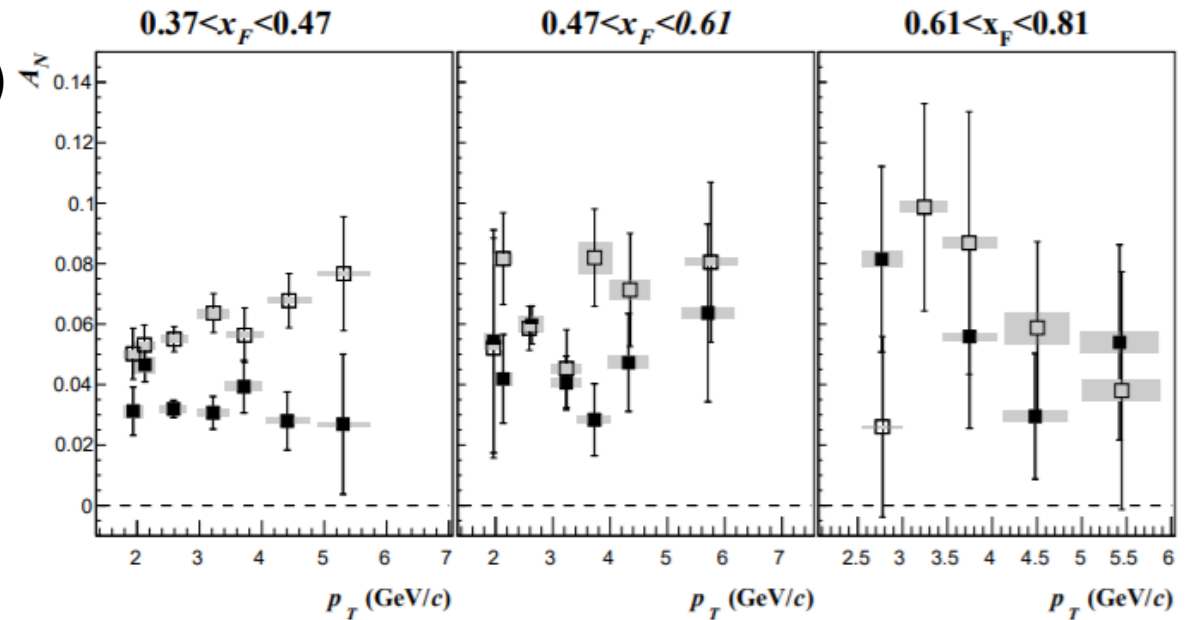 0.37<x_F<0.47
0.47<x_F<0.61
0.61<x_F<0.81
)
A_N
0.14
0.12
0.1
0.08
0.06
0.04
0.02
0
2 3 4 5 6 7
2 3 4 5 6 7
2.5 3 3.5 4 4.5 5 5.5 6
p_T (GeV/c)
p_T (GeV/c)
p_T (GeV/c)